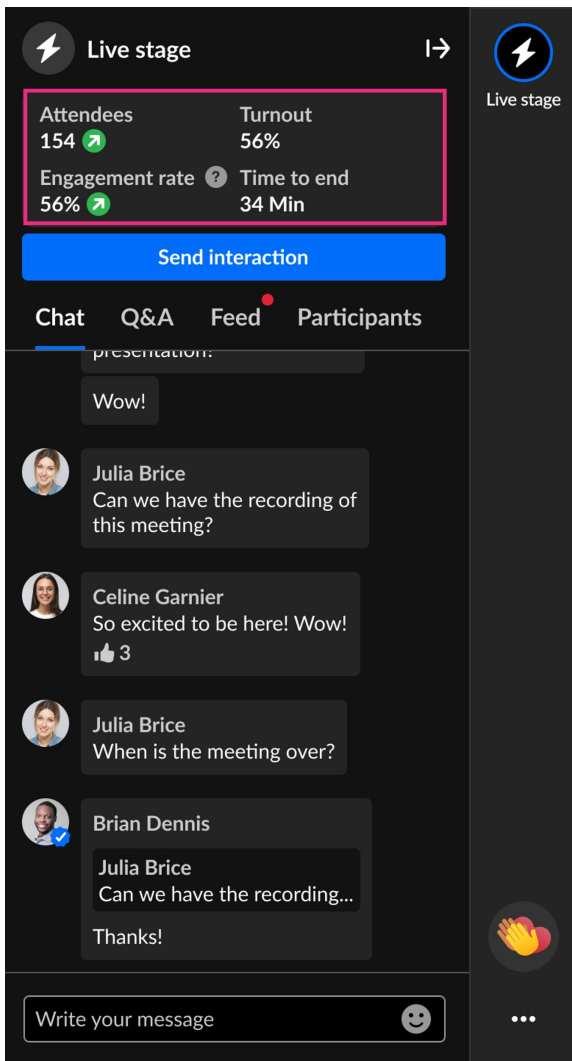 Live stage
Live stage
Attendees Turnout
154 56%
Engagement rate ? Time to end
56% 34 Min
Send interaction
Chat Q&A Feed Participants
presentation?
Wow!
Julia Brice
Can we have the recording of
this meeting?
Celine Garnier
So excited to be here! Wow!
3
Julia Brice
When is the meeting over?
Brian Dennis
Julia Brice
Can we have the recording...
Thanks!
Write your message